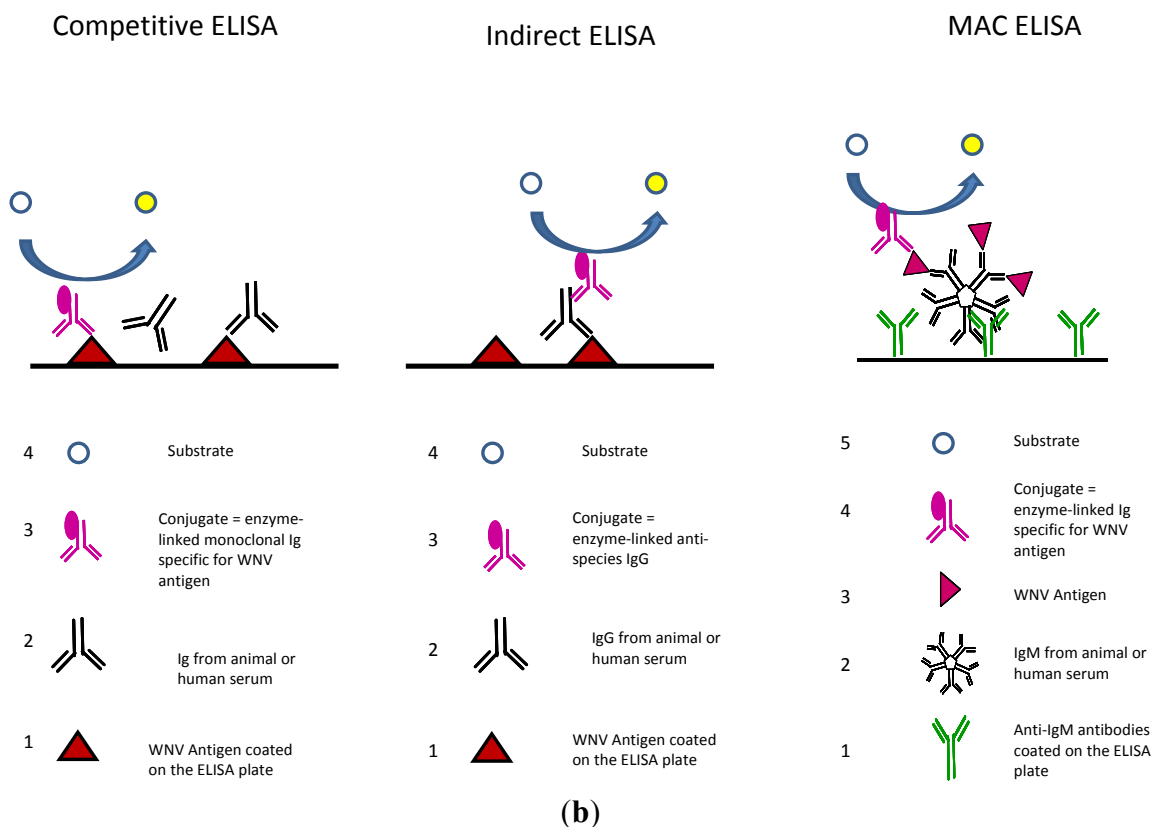 Competitive ELISA
Indirect ELISA
MAC ELISA
4
Substrate
3
Conjugate = enzyme-
linked monoclonal Ig
specific for WNV
antigen
2
Ig from animal or
human serum
1
WNV Antigen coated
on the ELISA plate
4
Substrate
3
Conjugate =
enzyme-linked anti-
species IgG
2
IgG from animal or
human serum
1
WNV Antigen coated
on the ELISA plate
5
Substrate
4
Conjugate =
enzyme-linked Ig
specific for WNV
antigen
3
WNV Antigen
2
IgM from animal or
human serum
1
Anti-IgM antibodies
coated on the ELISA
plate
(b)